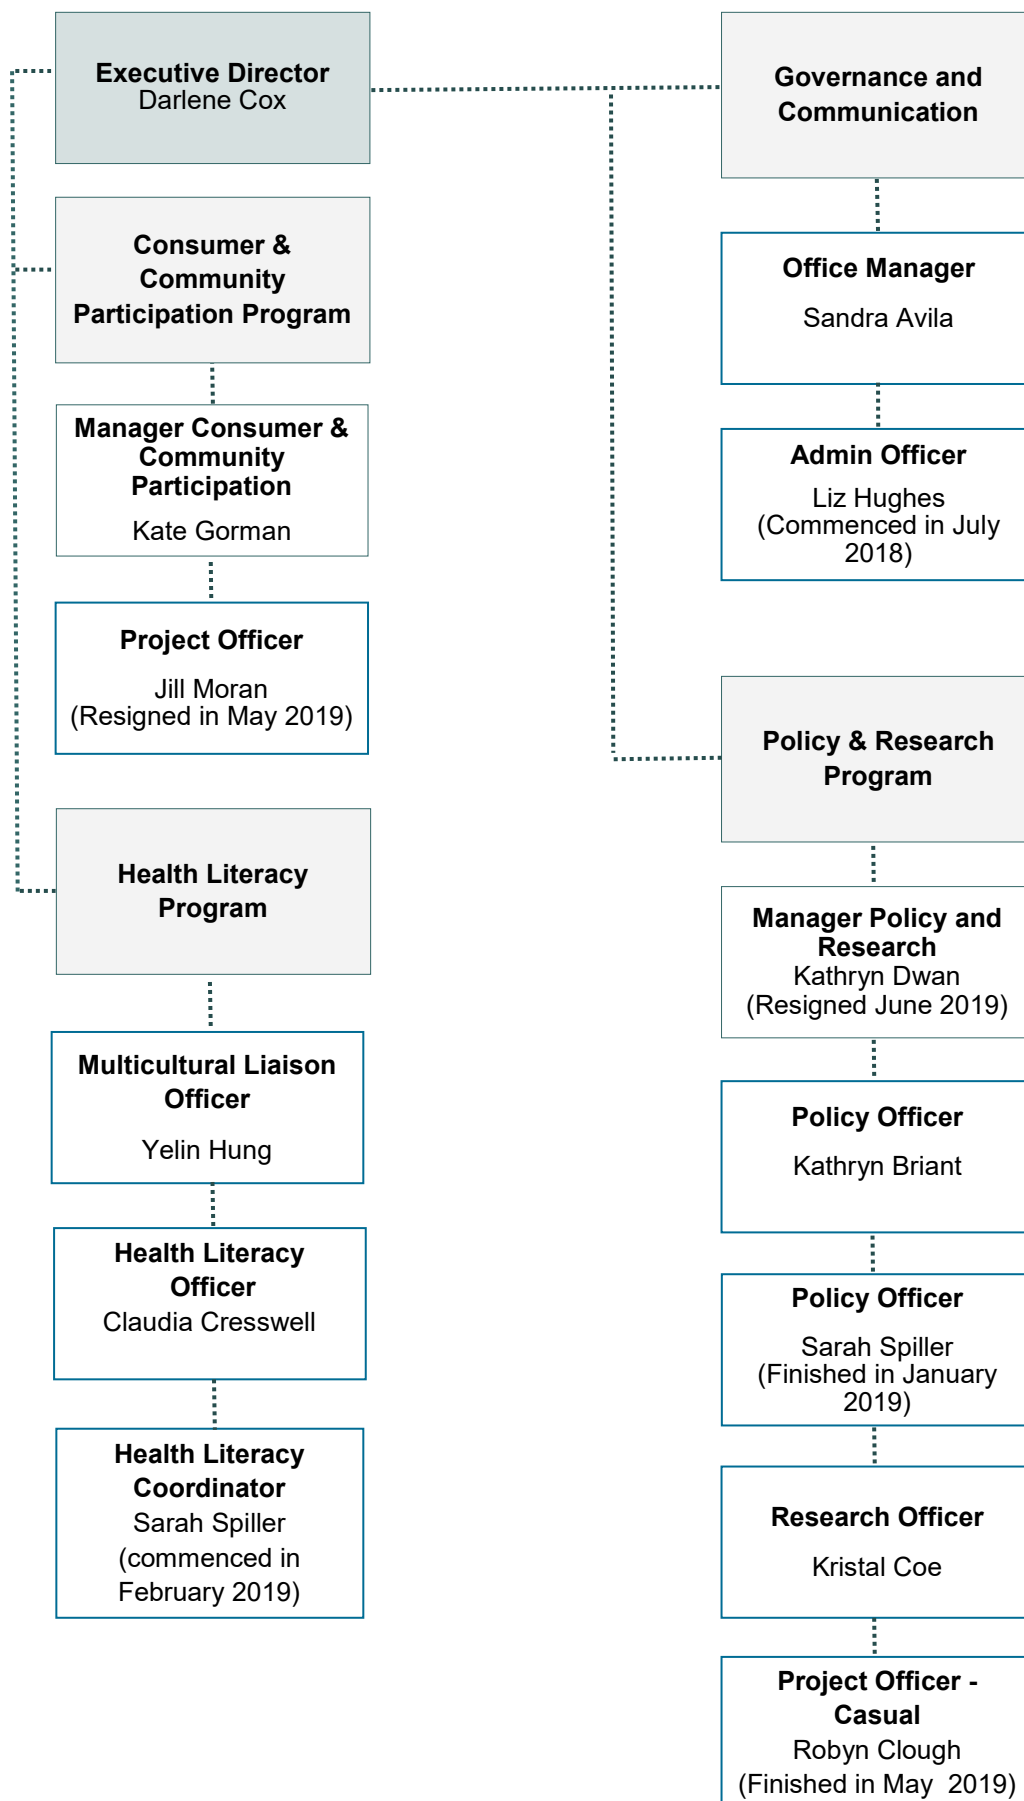 Executive Director
Darlene Cox
Consumer &
Community
Participation Program
Manager Consumer &
Community
Participation
Kate Gorman
Project Officer
Jill Moran
(Resigned in May 2019)
Health Literacy
Program
Multicultural Liaison
Officer
Yelin Hung
Health Literacy
Officer
Claudia Cresswell
Health Literacy
Coordinator
Sarah Spiller
(commenced in
February 2019)
Governance and
Communication
Office Manager
Sandra Avila
Admin Officer
Liz Hughes
(Commenced in July
2018)
Policy & Research
Program
Manager Policy and
Research
Kathryn Dwan
(Resigned June 2019)
Policy Officer
Kathryn Briant
Policy Officer
Sarah Spiller
(Finished in January
2019)
Research Officer
Kristal Coe
Project Officer -
Casual
Robyn Clough
(Finished in May  2019)